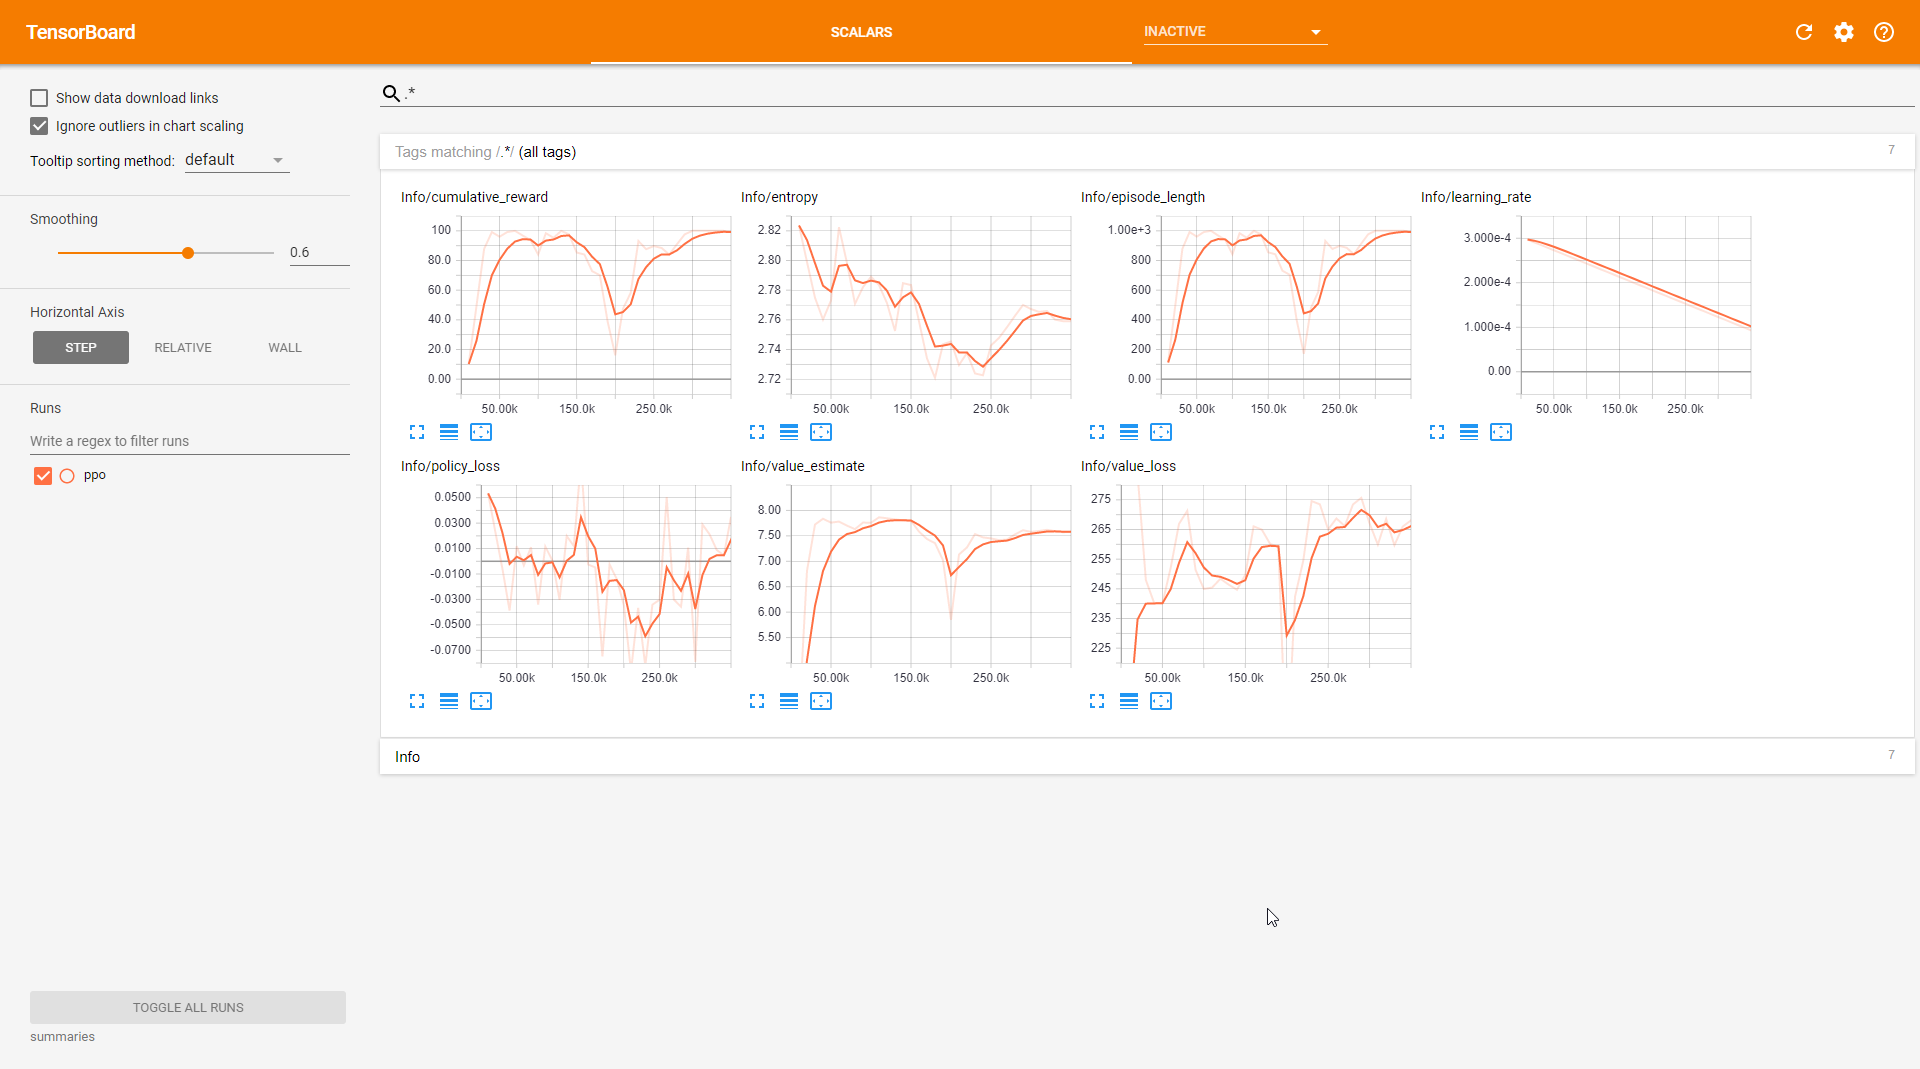 TensorBoard
SCALARS
INACTIVE
Show data download links
Ignore outliers in chart scaling
Tooltip sorting method: default
Smoothing
0.6
Horizontal Axis
STEP RELATIVE WALL
Runs
Write a regex to filter runs
ppo
TOGGLE ALL RUNS
summaries
.*
Tags matching /.*/ (all tags)
7
Info/cumulative_reward
100
80.0
60.0
40.0
20.0
0.00
50.00k 150.0k 250.0k
Info/entropy
2.82
2.80
2.78
2.76
2.74
2.72
50.00k 150.0k 250.0k
Info/episode_length
1.00e+3
800
600
400
200
0.00
50.00k 150.0k 250.0k
Info/learning_rate
3.000e-4
2.000e-4
1.000e-4
0.00
50.00k 150.0k 250.0k
Info/policy_loss
0.0500
0.0300
0.0100
-0.0100
-0.0300
-0.0500
-0.0700
50.00k 150.0k 250.0k
Info/value_estimate
8.00
7.50
7.00
6.50
6.00
5.50
50.00k 150.0k 250.0k
Info/value_loss
275
265
255
245
235
225
50.00k 150.0k 250.0k
Info
7